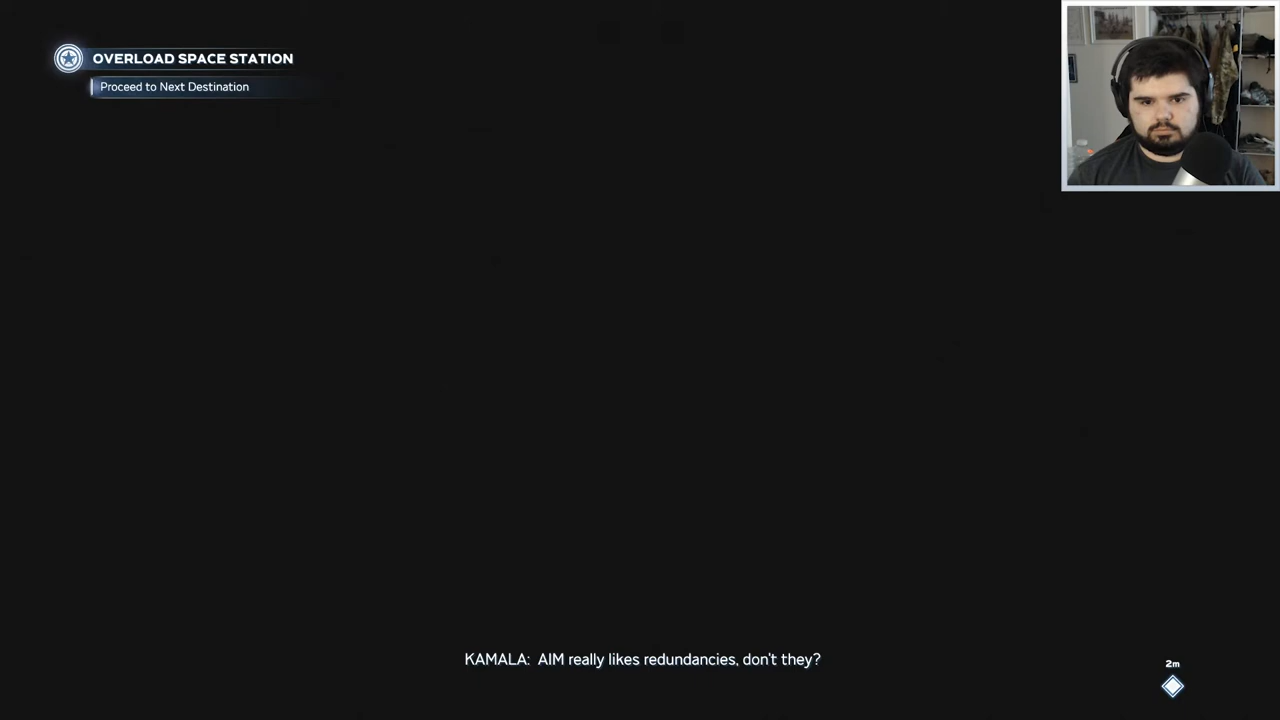 OVERLOAD SPACE STATION
Proceed to Next Destination
KAMALA: AIM really likes redundancies, don't they?
2m